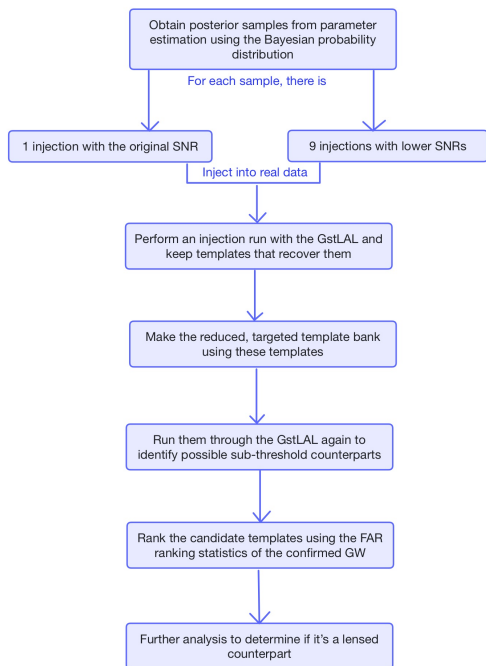 Obtain posterior samples from parameter
estimation using the Bayesian probability
distribution
For each sample, there is
1 injection with the original SNR
9 injections with lower SNRs
Inject into real data
Perform an injection run with the GstLAL and
keep templates that recover them
Make the reduced, targeted template bank
using these templates
Run them through the GstLAL again to
identify possible sub-threshold counterparts
Rank the candidate templates using the FAR
ranking statistics of the confirmed GW
Further analysis to determine if it's a lensed
counterpart